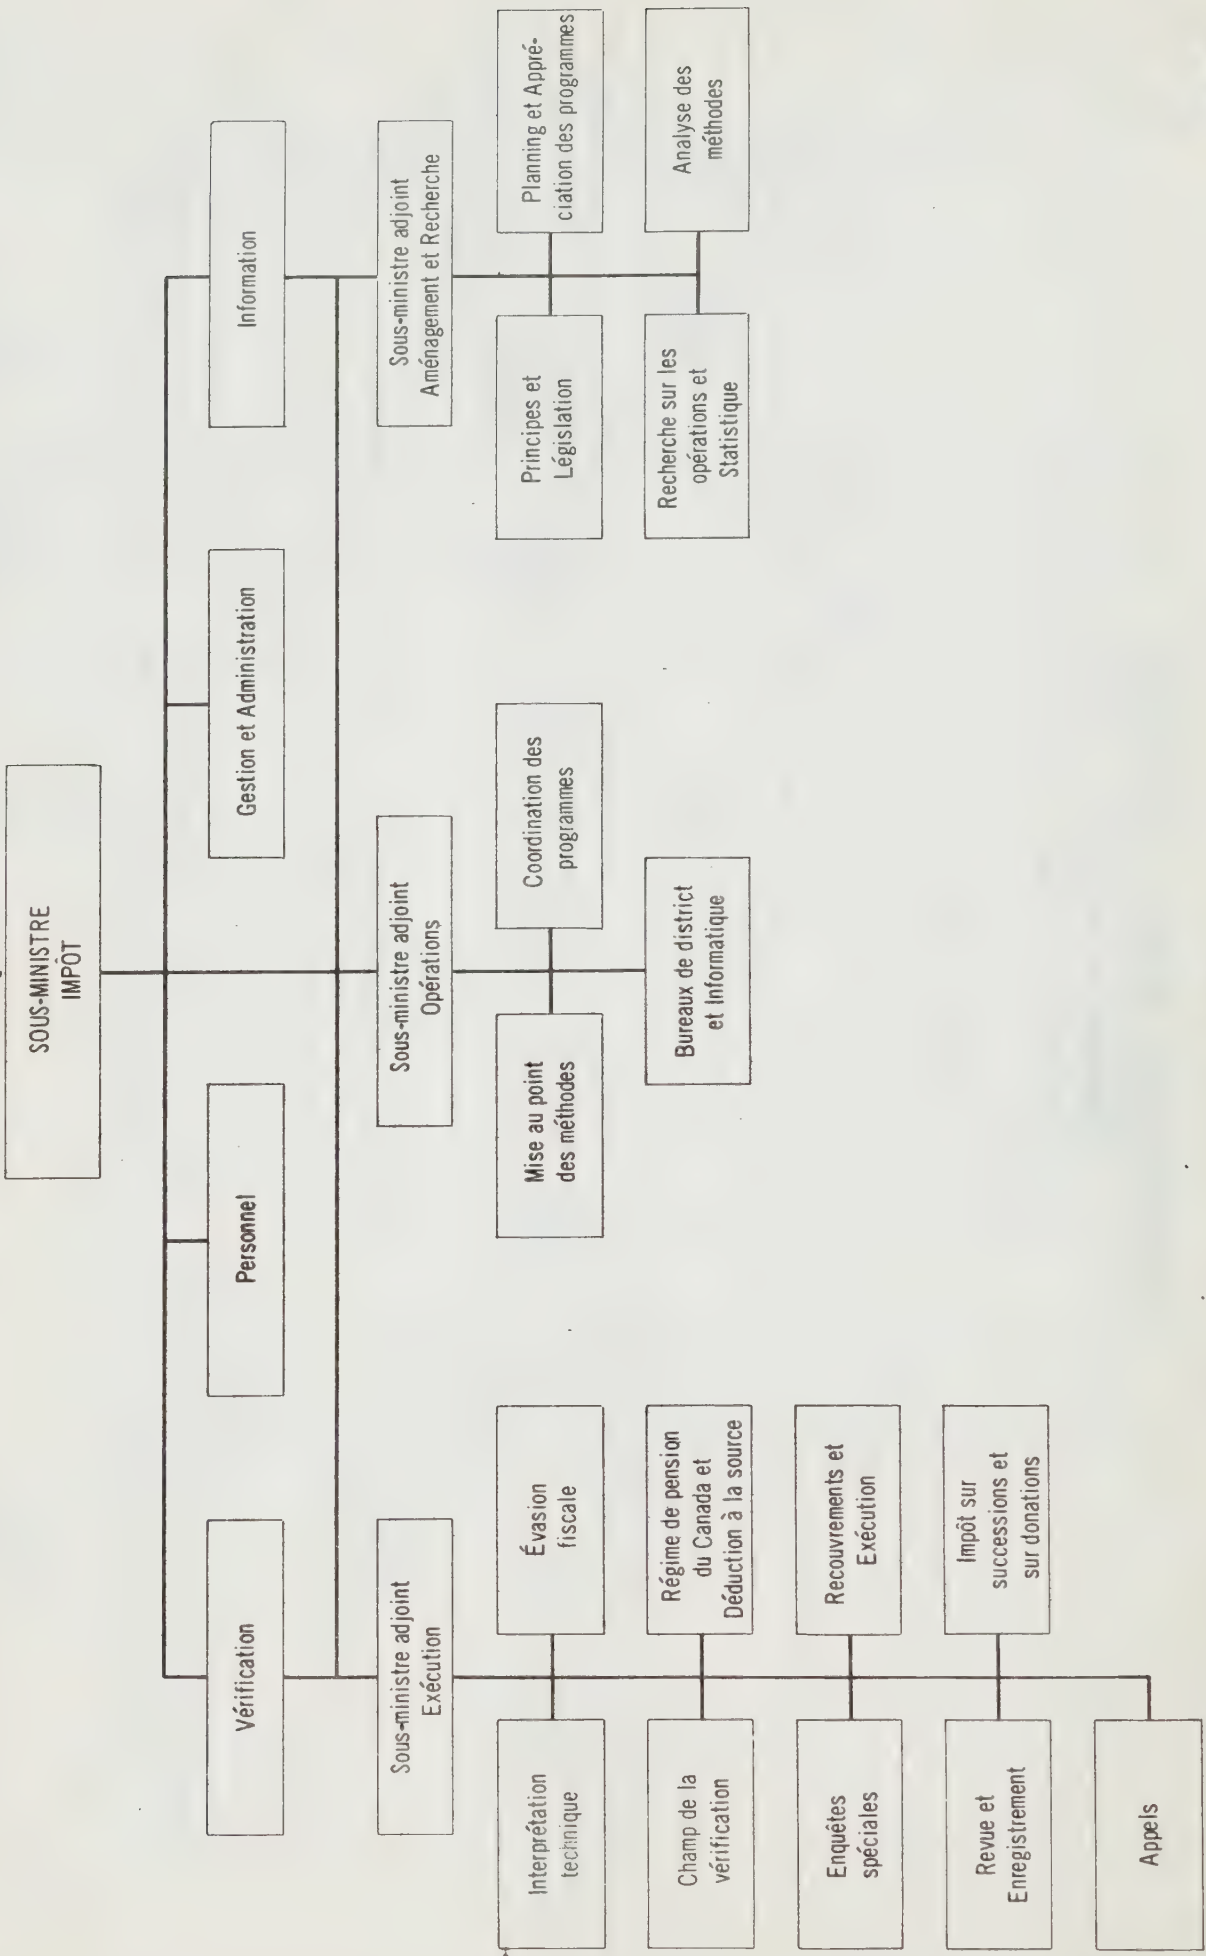 SOUS-MINISTRE
IMPÔT
Vérification
Personnel
Gestion et Administration
Information
Sous-ministre adjoint
Exécution
Sous-ministre adjoint
Opérations
Sous-ministre adjoint
Aménagement et Recherche
Interprétation
technique
Évasion
fiscale
Champ de la
vérification
Régime de pension
du Canada et
Déduction à la source
Enquêtes
spéciales
Recouvrements et
Exécution
Revue et
Enregistrement
Impôt sur
successions et
sur donations
Appels
Mise au point
des méthodes
Coordination des
programmes
Bureaux de district
et Informatique
Principes et
Législation
Planning et Appré-
ciation des programmes
Recherche sur les
opérations et
Statistique
Analyse des
méthodes